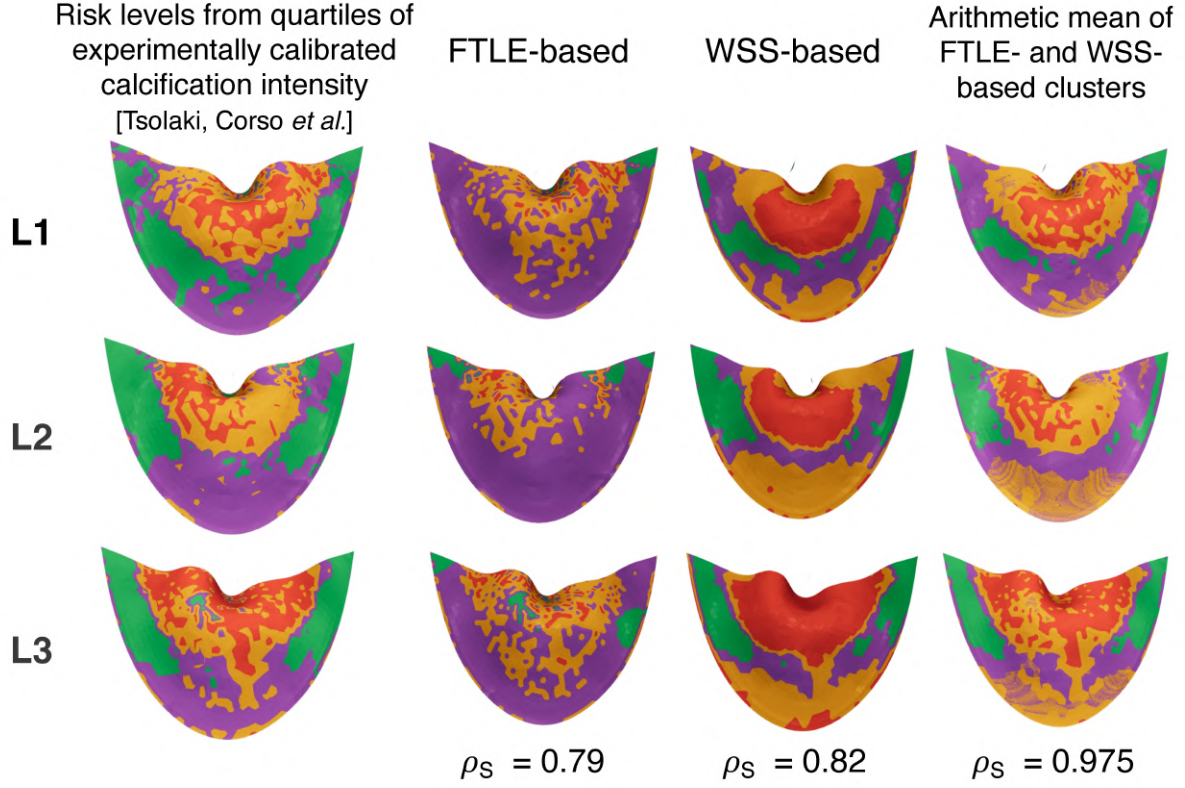 Risk levels from quartiles of
experimentally calibrated
calcification intensity
[Tsolaki, Corso et al.]
FTLE-based
WSS-based
Arithmetic mean of
FTLE- and WSS-
based clusters
L1
L2
L3
ρS = 0.79
ρS = 0.82
ρS = 0.975